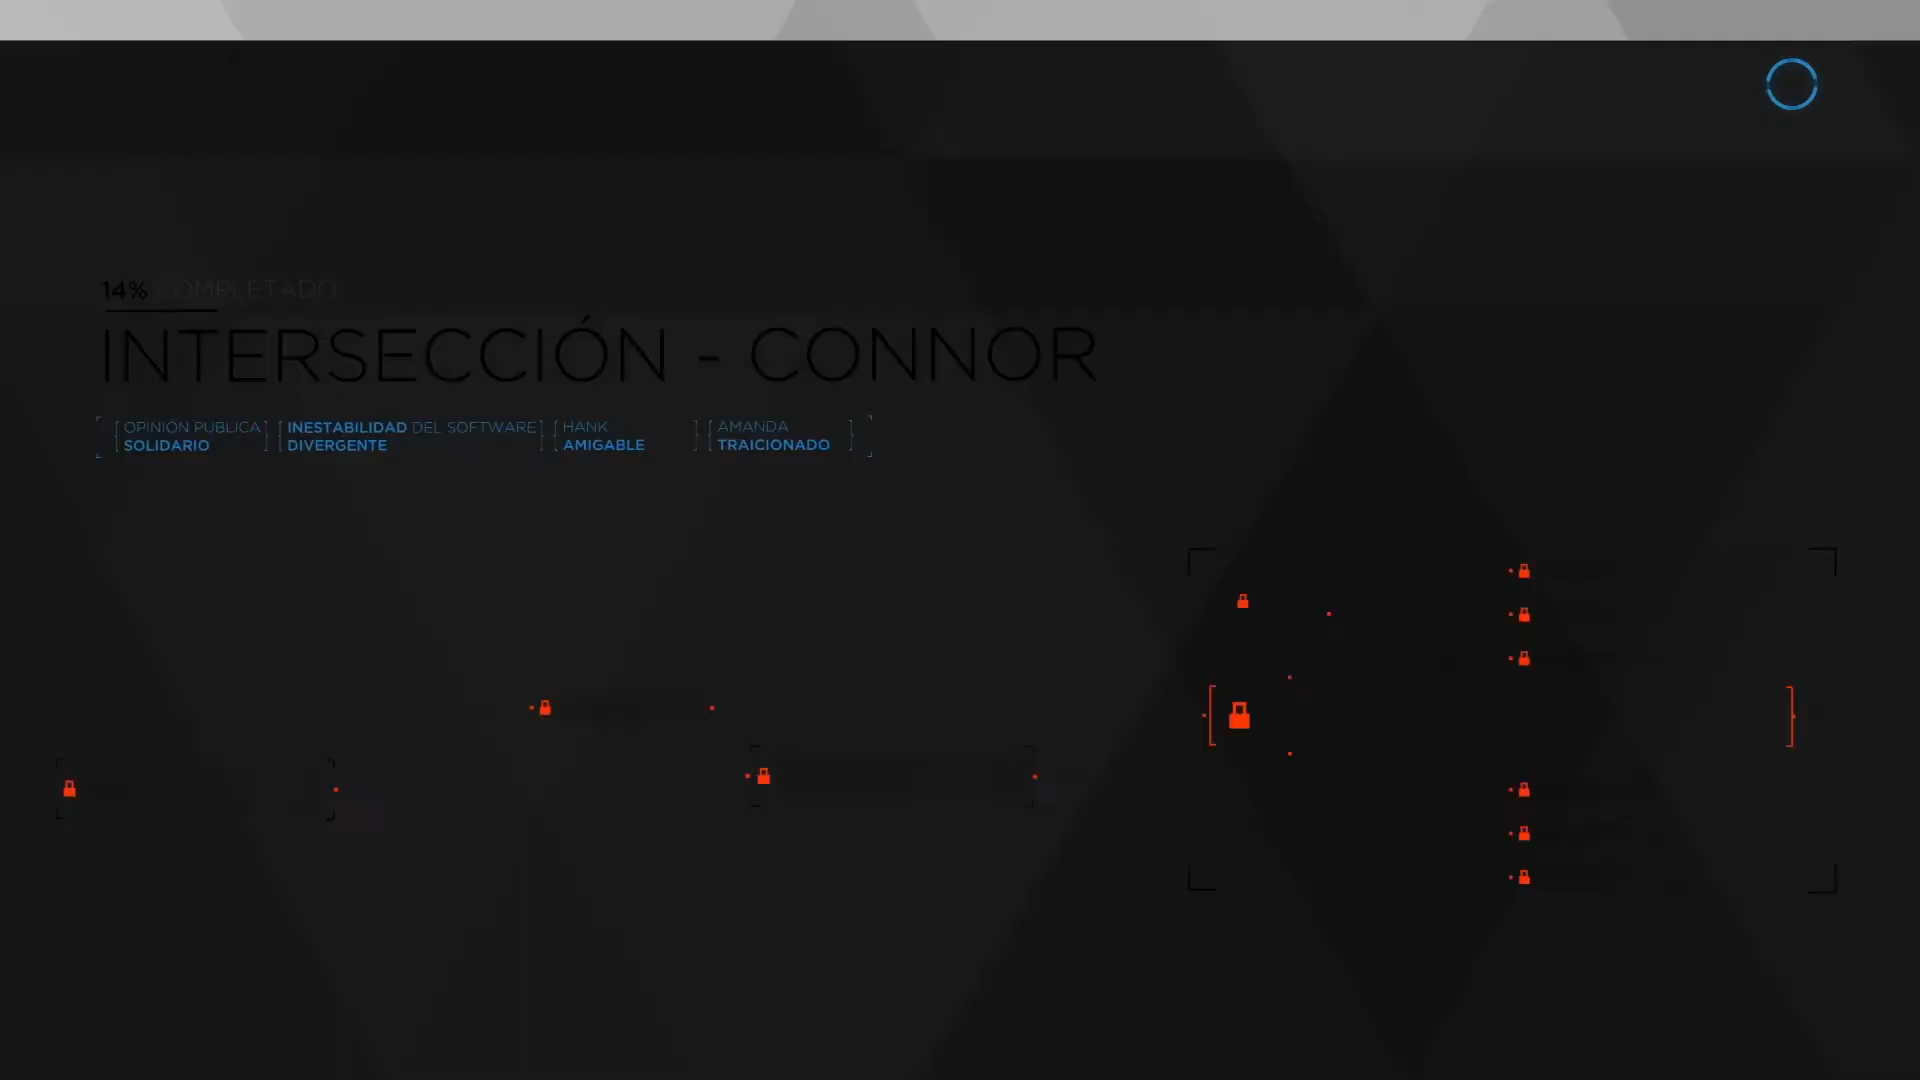 14% COMPLETADO
INTERSECCIÓN - CONNOR
OPINIÓN PUBLICA
SOLIDARIO
INESTABILIDAD DEL SOFTWARE
DIVERGENTE
HANK
AMIGABLE
AMANDA
TRAICIONADO